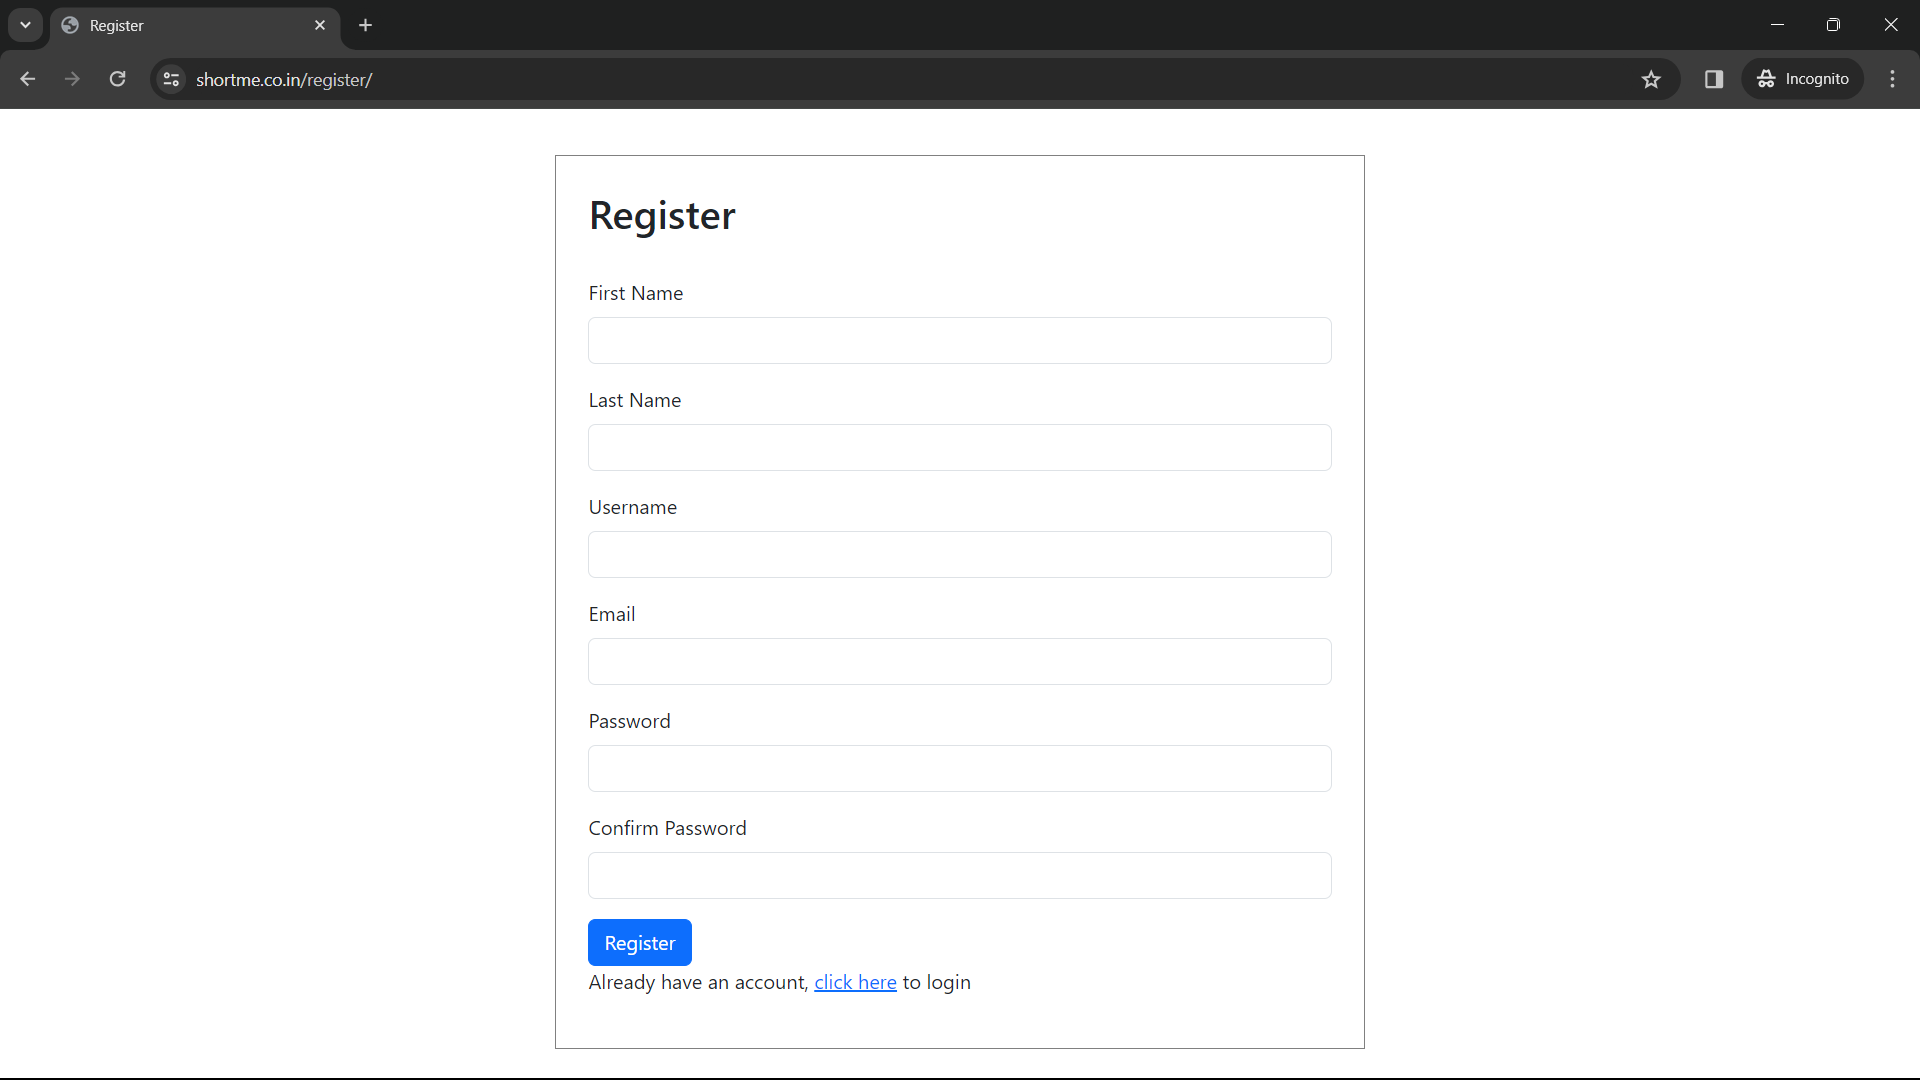 Register
shortme.co.in/register/
Incognito
Register
First Name
Last Name
Username
Email
Password
Confirm Password
Register
Already have an account, click here to login